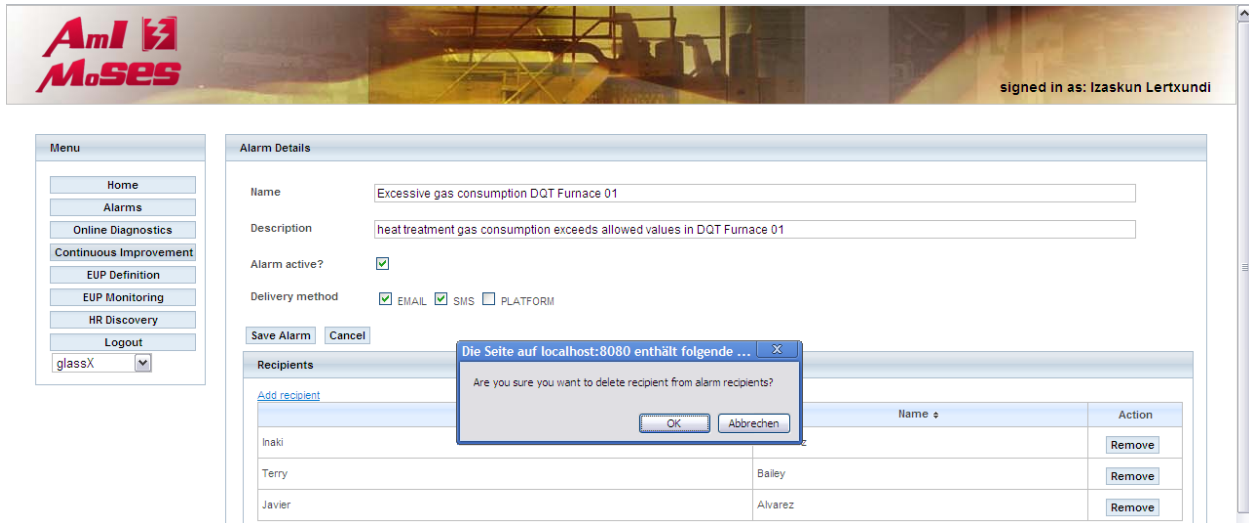 AmI
MoSES
signed in as: Izaskun Lertxundi
Menu
Home
Alarms
Online Diagnostics
Continuous Improvement
EUP Definition
EUP Monitoring
HR Discovery
Logout
glassX
Alarm Details
Name Excessive gas consumption DQT Furnace 01
Description heat treatment gas consumption exceeds allowed values in DQT Furnace 01
Alarm active?
Delivery method EMAIL SMS PLATFORM
Save Alarm Cancel
Die Seite auf localhost:8080 enthält folgende ... X
Are you sure you want to delete recipient from alarm recipients?
OK Abbrechen
Recipients
Add recipient
Name Action
Inaki Remove
Terry Bailey Remove
Javier Alvarez Remove